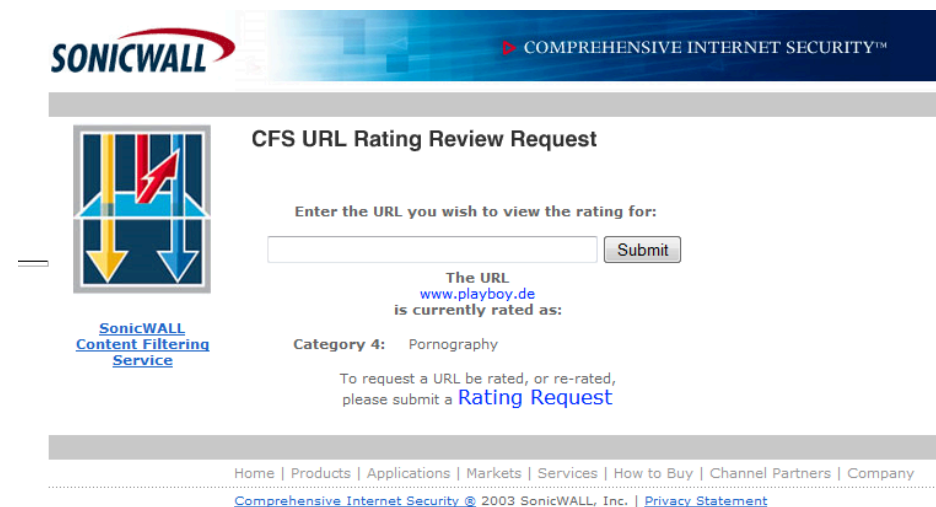 SONICWALL
COMPREHENSIVE INTERNET SECURITY™
CFS URL Rating Review Request
Enter the URL you wish to view the rating for:
Submit
The URL
www.playboy.de
is currently rated as:
SonicWALL
Content Filtering
Service
Category 4: Pornography
To request a URL be rated, or re-rated,
please submit a Rating Request
Home | Products | Applications | Markets | Services | How to Buy | Channel Partners | Company
Comprehensive Internet Security ® 2003 SonicWALL, Inc. | Privacy Statement